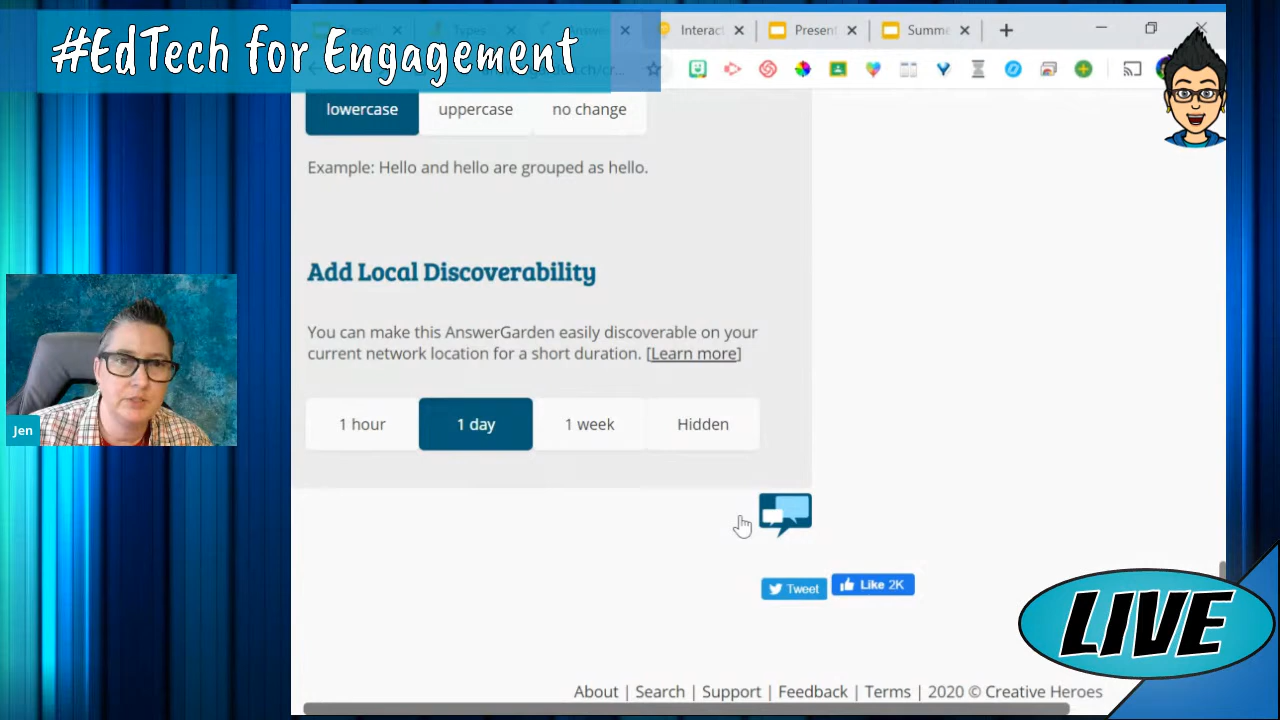 #EdTech for Engagement
Interact
Present
Summe
lowercase
uppercase
no change
Example: Hello and hello are grouped as hello.
Add Local Discoverability
You can make this AnswerGarden easily discoverable on your
current network location for a short duration. [Learn more]
1 hour
1 day
1 week
Hidden
Jen
Tweet
Like 2K
LIVE
About | Search | Support | Feedback | Terms | 2020 © Creative Heroes